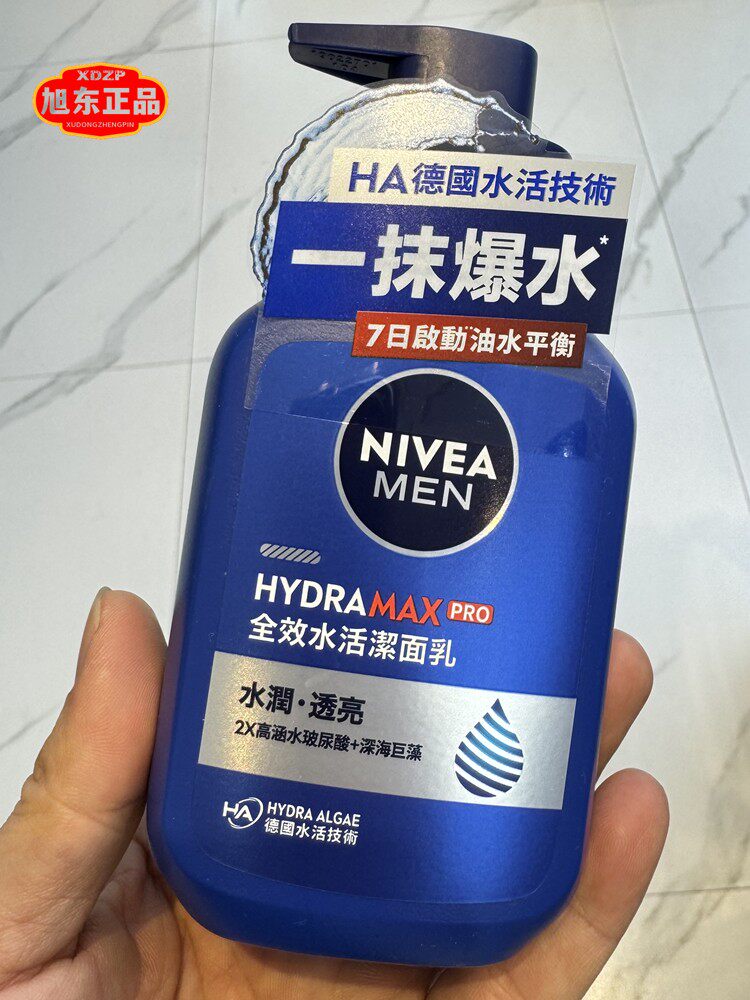 XDZP
旭东正品
XUDONGZHENGPIN
HA德國水活技術
一抹爆水*
7日啟動**油水平衡
NIVEA
MEN
HYDRAMAX PRO
全效水活潔面乳
水潤·透亮
2X高涵水玻尿酸+深海巨藻
HA HYDRA ALGAE
德國水活技術